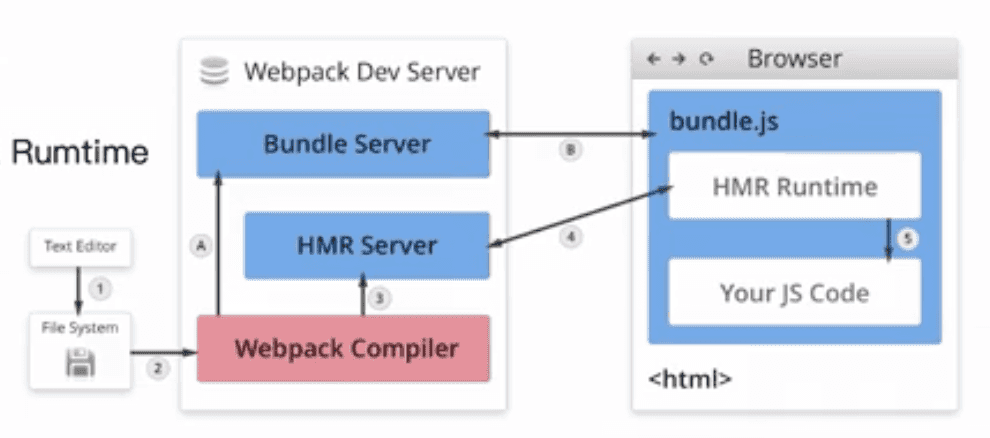 Rumtime
Text Editor
1
File System
2
Webpack Dev Server
Bundle Server
A
HMR Server
3
Webpack Compiler
B
4
Browser
bundle.js
HMR Runtime
5
Your JS Code
<html>